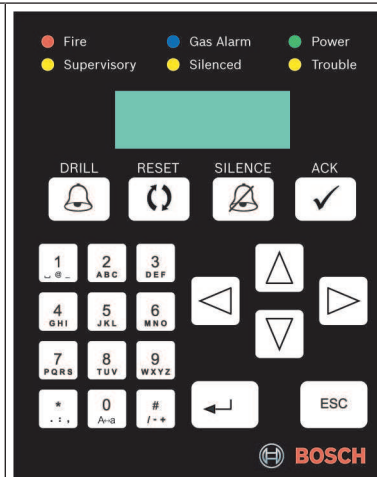 Fire Gas Alarm Power
Supervisory Silenced Trouble
DRILL RESET SILENCE ACK
1 2 3
␣ @ _ ABC DEF
4 5 6
GHI JKL MNO
7 8 9
PQRS TUV WXYZ
* 0 #
. : , A↔a / - +
ESC
BOSCH